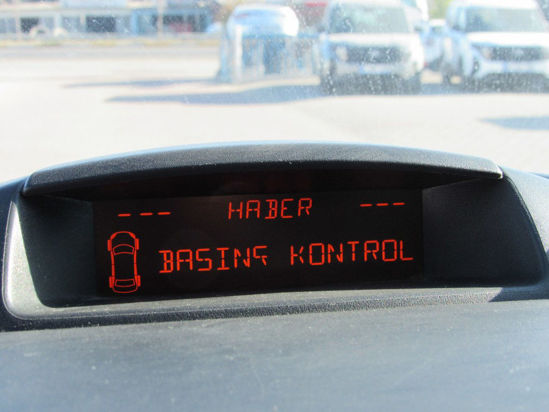 --- HABER ---
BASINÇ KONTROL